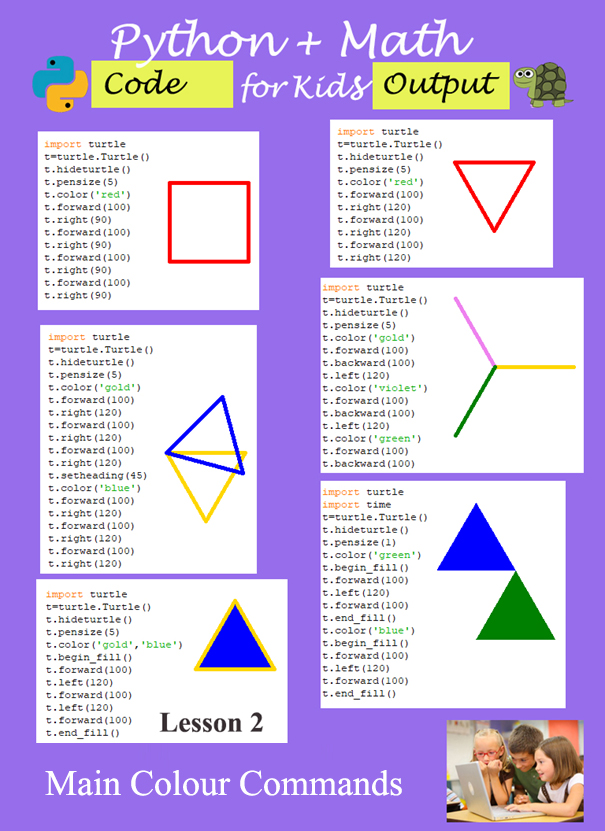 Python + Math
Code for Kids Output
import turtle
t=turtle.Turtle()
t.hideturtle()
t.pensize(5)
t.color('red')
t.forward(100)
t.right(90)
t.forward(100)
t.right(90)
t.forward(100)
t.right(90)
t.forward(100)
t.right(90)
import turtle
t=turtle.Turtle()
t.hideturtle()
t.pensize(5)
t.color('red')
t.forward(100)
t.right(120)
t.forward(100)
t.right(120)
t.forward(100)
t.right(120)
import turtle
t=turtle.Turtle()
t.hideturtle()
t.pensize(5)
t.color('gold')
t.forward(100)
t.right(120)
t.forward(100)
t.right(120)
t.forward(100)
t.right(120)
t.setheading(45)
t.color('blue')
t.forward(100)
t.right(120)
t.forward(100)
t.right(120)
t.forward(100)
t.right(120)
import turtle
t=turtle.Turtle()
t.hideturtle()
t.pensize(5)
t.color('gold')
t.forward(100)
t.backward(100)
t.left(120)
t.color('violet')
t.forward(100)
t.backward(100)
t.left(120)
t.color('green')
t.forward(100)
t.backward(100)
import turtle
t=turtle.Turtle()
t.hideturtle()
t.pensize(5)
t.color('gold','blue')
t.begin_fill()
t.forward(100)
t.left(120)
t.forward(100)
t.left(120)
t.forward(100)
t.end_fill()
Lesson 2
import turtle
import time
t=turtle.Turtle()
t.hideturtle()
t.pensize(1)
t.color('green')
t.begin_fill()
t.forward(100)
t.left(120)
t.forward(100)
t.end_fill()
t.color('blue')
t.begin_fill()
t.forward(100)
t.left(120)
t.forward(100)
t.end_fill()
Main Colour Commands